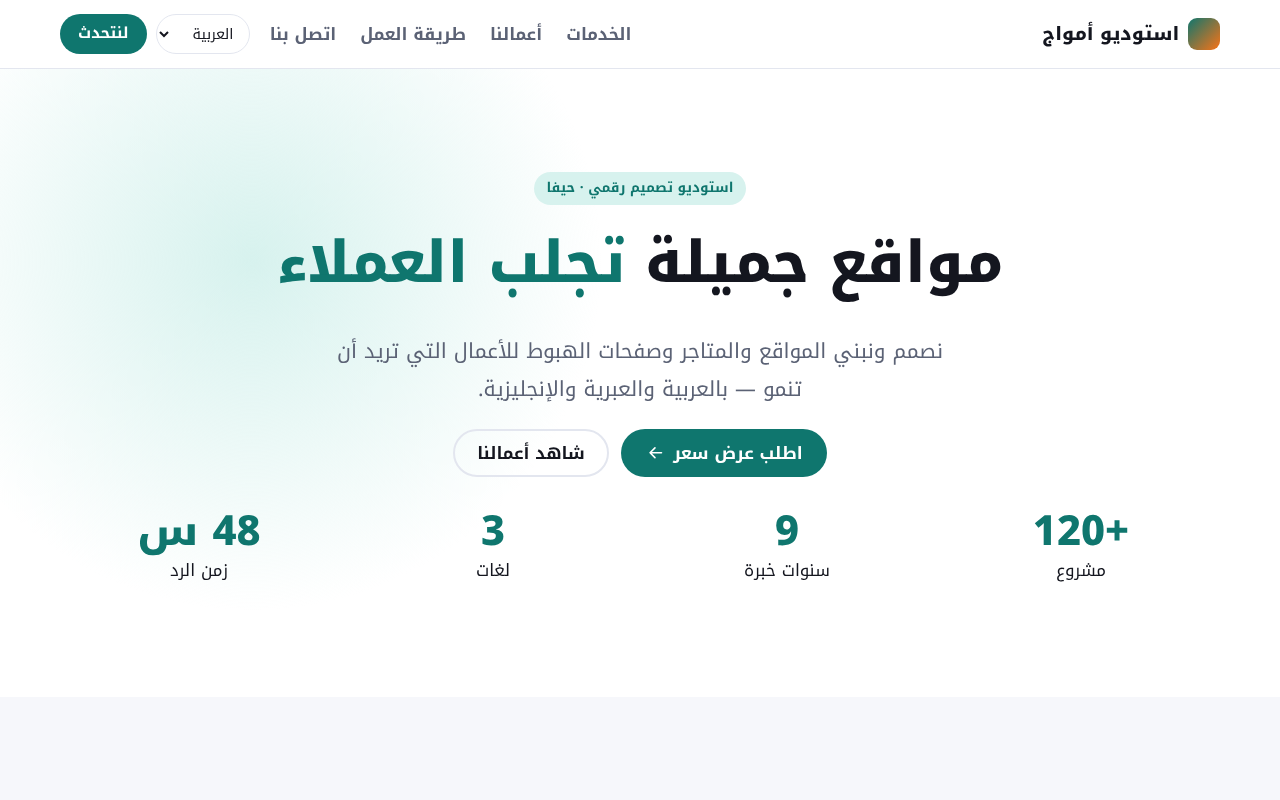 استوديو أمواج
الخدمات
أعمالنا
طريقة العمل
اتصل بنا
العربية
لنتحدث
استوديو تصميم رقمي · حيفا
مواقع جميلة تجلب العملاء
نصمم ونبني المواقع والمتاجر وصفحات الهبوط للأعمال التي تريد أن
تنمو — بالعربية والعبرية والإنجليزية.
اطلب عرض سعر ←
شاهد أعمالنا
+120
مشروع
9
سنوات خبرة
3
لغات
48 س
زمن الرد